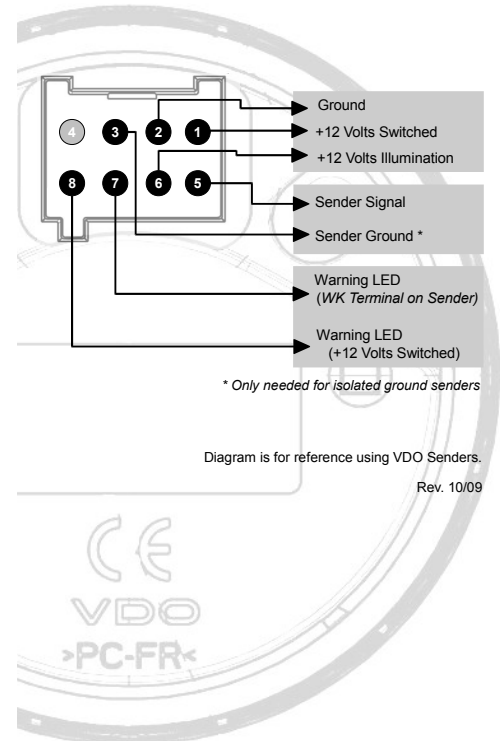 4 3 2 1
8 7 6 5
Ground
+12 Volts Switched
+12 Volts Illumination
Sender Signal
Sender Ground *
Warning LED
(WK Terminal on Sender)
Warning LED
(+12 Volts Switched)
* Only needed for isolated ground senders
Diagram is for reference using VDO Senders.
Rev. 10/09
CE
VDO
>PC-FR<